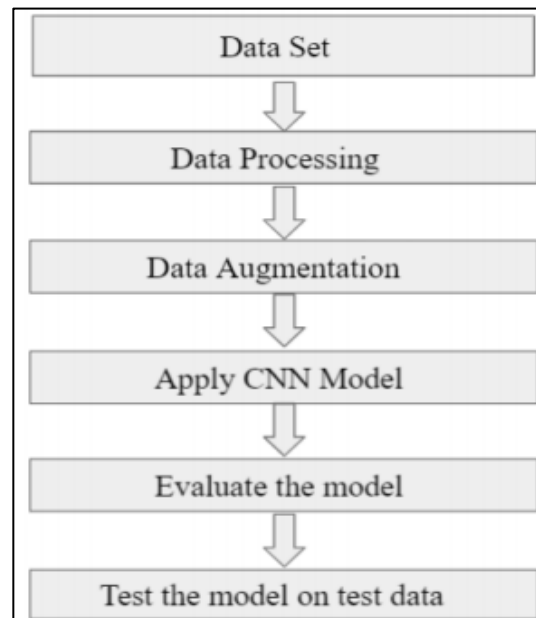 Data Set
Data Processing
Data Augmentation
Apply CNN Model
Evaluate the model
Test the model on test data